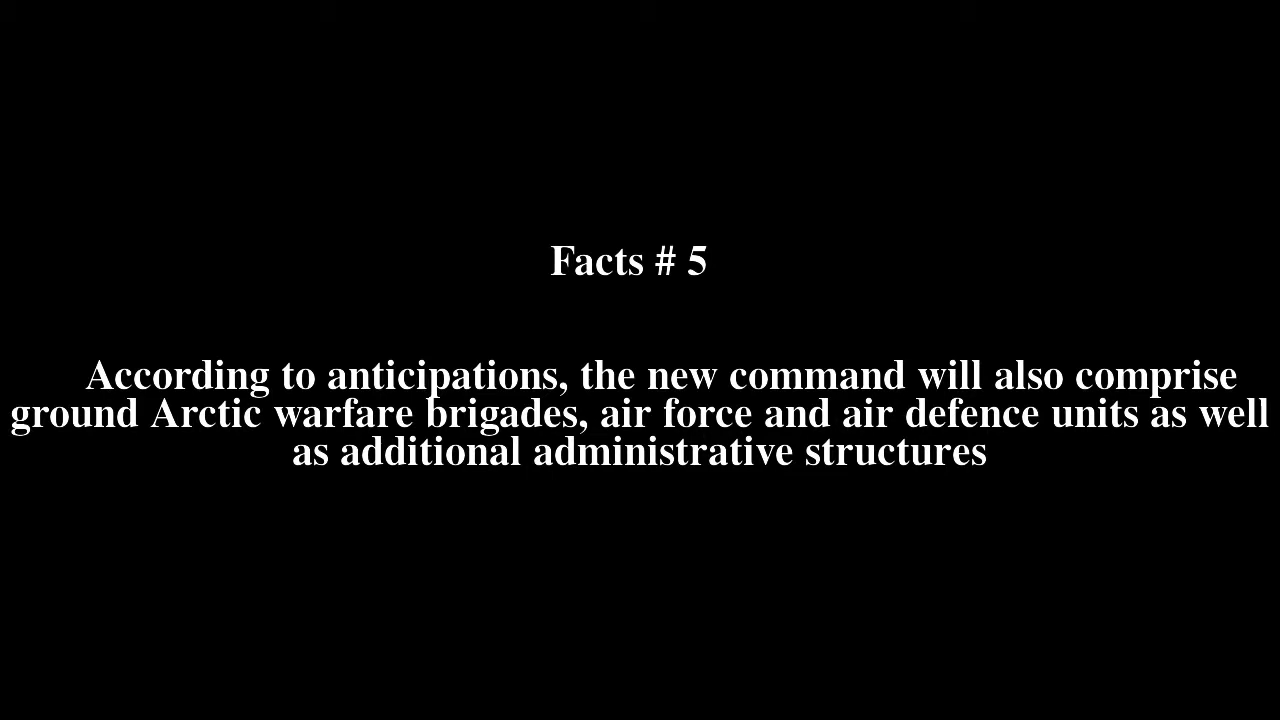 Facts # 5
According to anticipations, the new command will also comprise
ground Arctic warfare brigades, air force and air defence units as well
as additional administrative structures